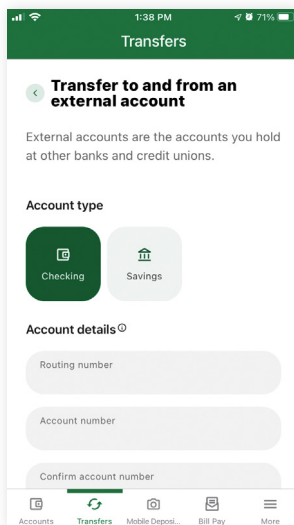 1:38 PM
71%
Transfers
Transfer to and from an
external account
External accounts are the accounts you hold
at other banks and credit unions.
Account type
Checking
Savings
Account details
Routing number
Account number
Confirm account number
Accounts
Transfers
Mobile Deposi...
Bill Pay
More